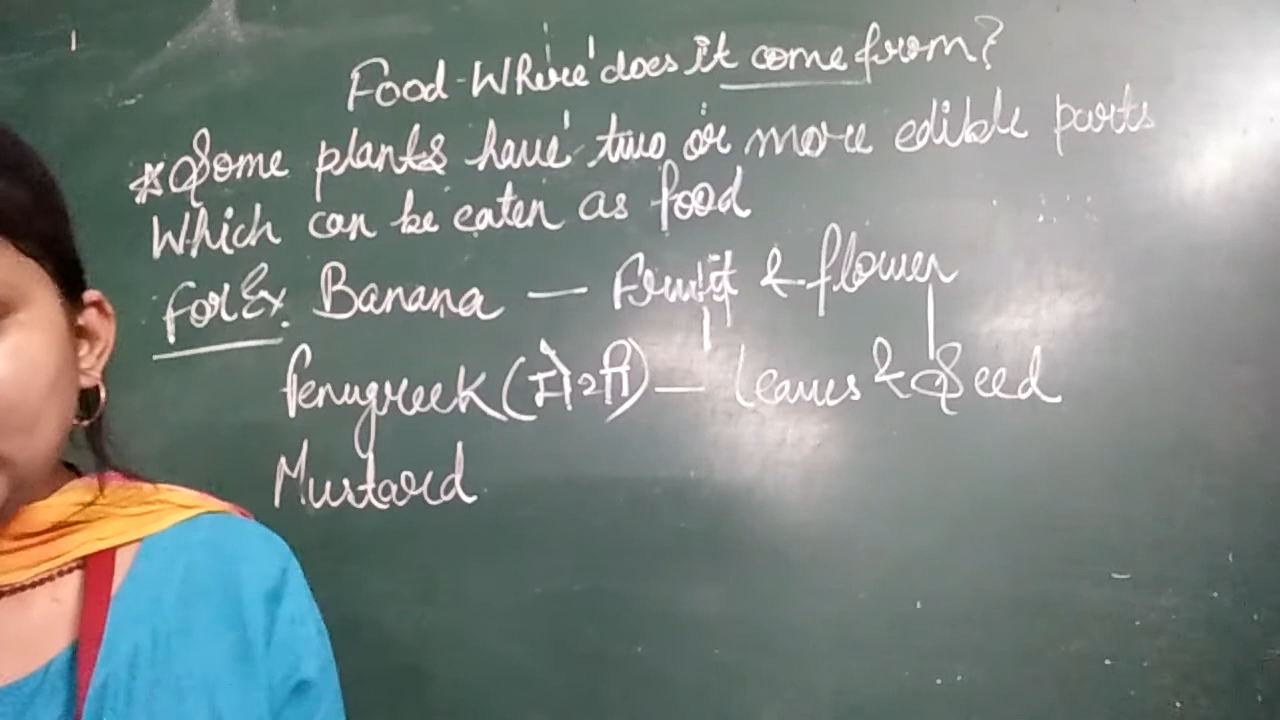 Food-Where does it come from?
* Some plants have two or more edible parts
Which can be eaten as food
For Ex. Banana — Fruit & flower
Fenugreek (मेथी) — Leaves & Seed
Mustard